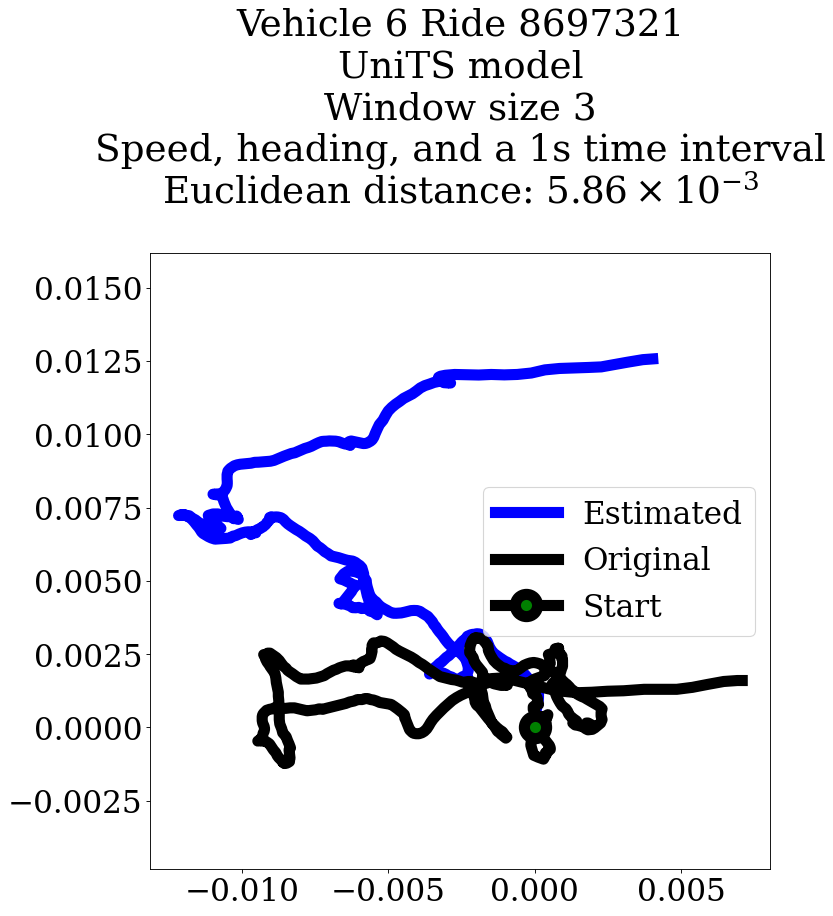 Vehicle 6 Ride 8697321
UniTS model
Window size 3
Speed, heading, and a 1s time interval
Euclidean distance: 5.86 × 10⁻³
0.0150
0.0125
0.0100
0.0075
0.0050
0.0025
0.0000
−0.0025
Estimated
Original
Start
−0.010 −0.005 0.000 0.005